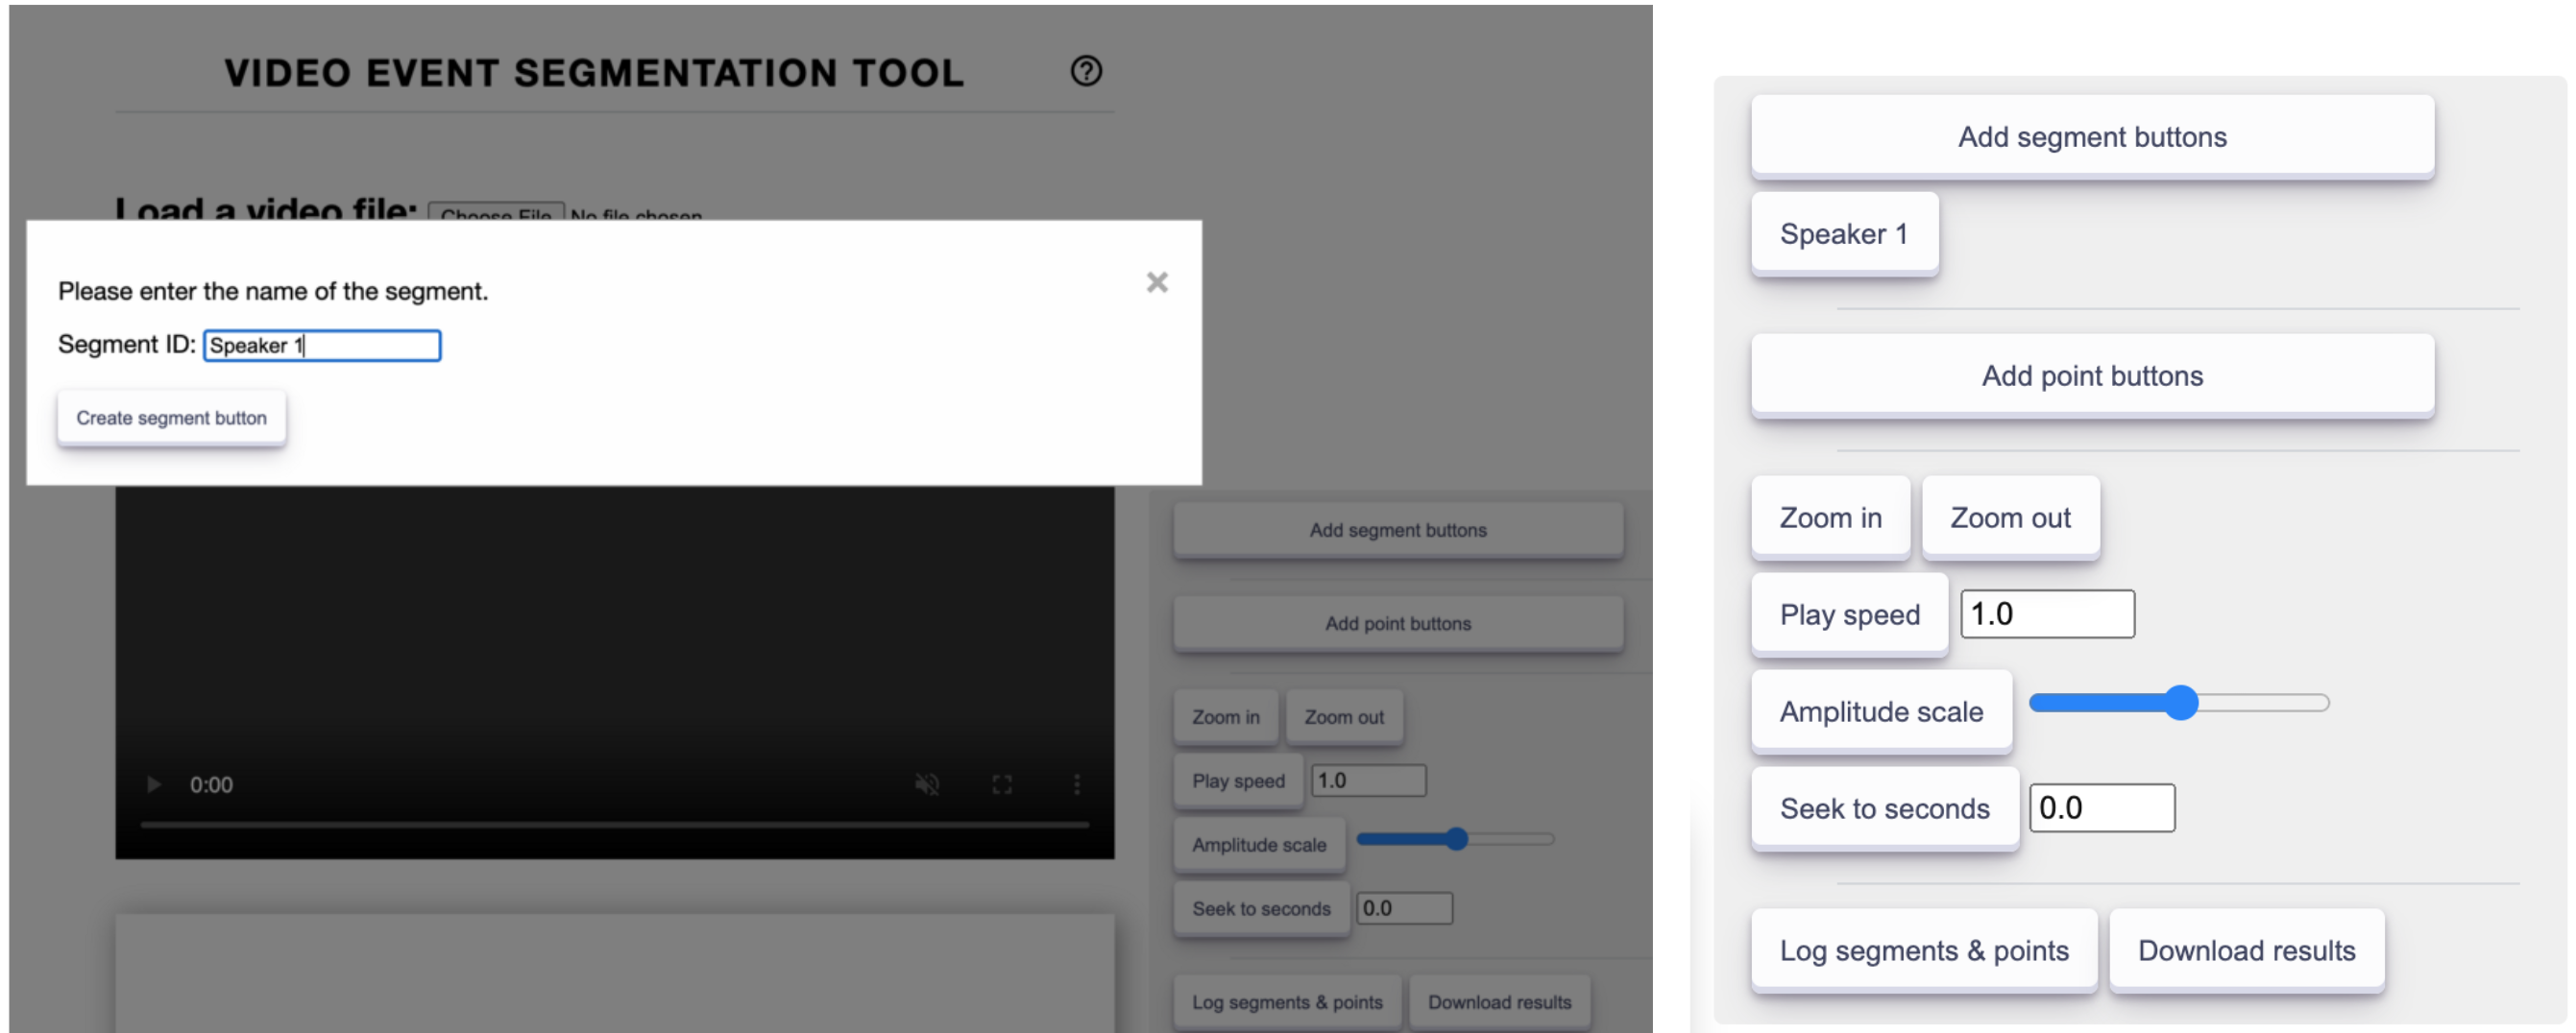 VIDEO EVENT SEGMENTATION TOOL ?
Load a video file: Choose File No file chosen
Please enter the name of the segment. ×
Segment ID: Speaker 1
Create segment button
0:00
Add segment buttons
Add point buttons
Zoom in Zoom out
Play speed 1.0
Amplitude scale
Seek to seconds 0.0
Log segments & points Download results
Add segment buttons
Speaker 1
Add point buttons
Zoom in Zoom out
Play speed 1.0
Amplitude scale
Seek to seconds 0.0
Log segments & points Download results